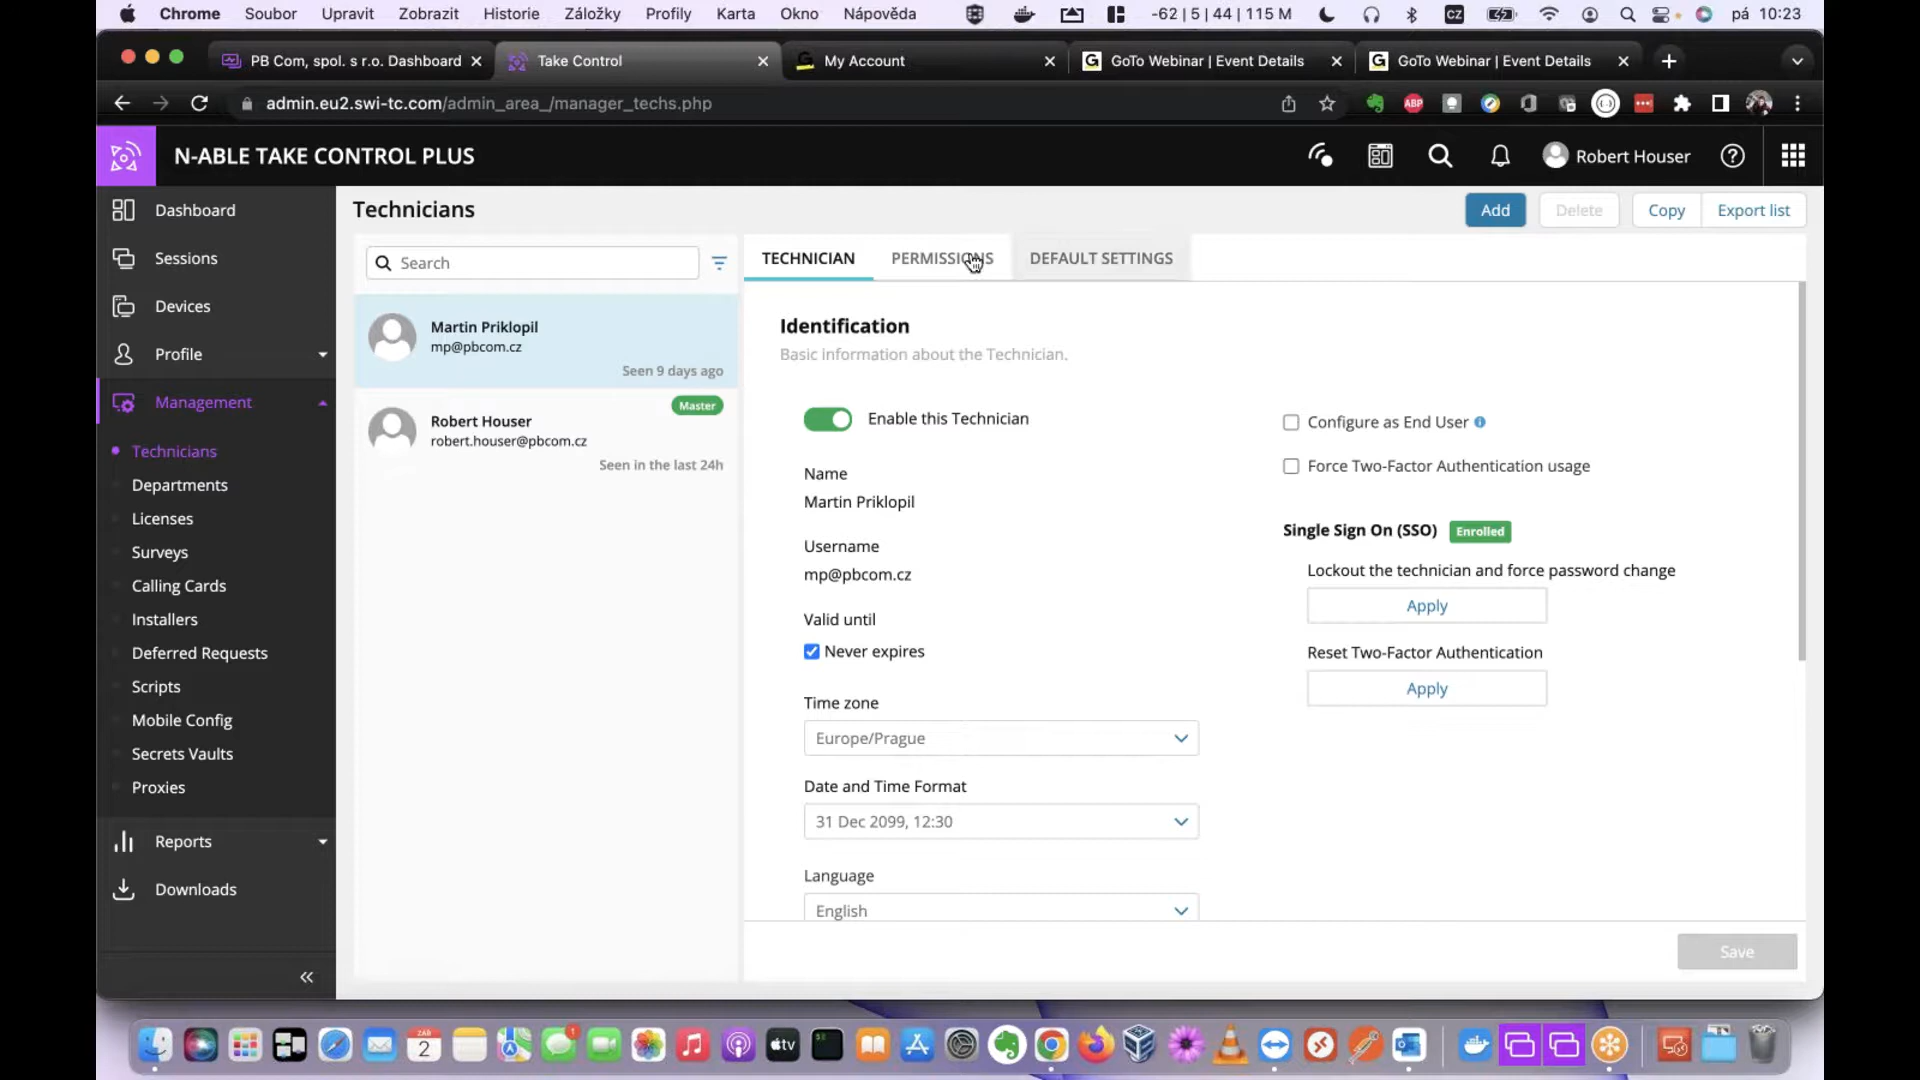 Chrome Soubor Upravit Zobrazit Historie Záložky Profily Karta Okno Nápověda -62 | 5 | 44 | 115 M CZ pá 10:23
PB Com, spol. s r.o. Dashboard Take Control My Account GoTo Webinar | Event Details GoTo Webinar | Event Details
admin.eu2.swi-tc.com/admin_area_/manager_techs.php ABP
N-ABLE TAKE CONTROL PLUS Robert Houser
Dashboard
Sessions
Devices
Profile
Management
Technicians
Departments
Licenses
Surveys
Calling Cards
Installers
Deferred Requests
Scripts
Mobile Config
Secrets Vaults
Proxies
Reports
Downloads
Technicians
Add Delete Copy Export list
Search
Martin Priklopil
mp@pbcom.cz
Seen 9 days ago
Master
Robert Houser
robert.houser@pbcom.cz
Seen in the last 24h
TECHNICIAN PERMISSIONS DEFAULT SETTINGS
Identification
Basic information about the Technician.
Enable this Technician
Name
Martin Priklopil
Username
mp@pbcom.cz
Valid until
Never expires
Time zone
Europe/Prague
Date and Time Format
31 Dec 2099, 12:30
Language
English
Configure as End User
Force Two-Factor Authentication usage
Single Sign On (SSO) Enrolled
Lockout the technician and force password change
Apply
Reset Two-Factor Authentication
Apply
Save
ZÁŘ
2
1
tv